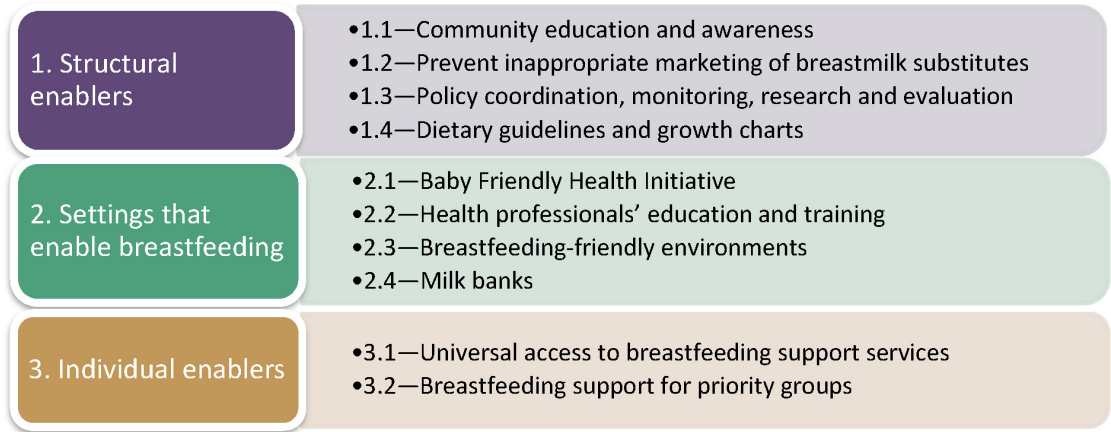 1. Structural
enablers
•1.1—Community education and awareness
•1.2—Prevent inappropriate marketing of breastmilk substitutes
•1.3—Policy coordination, monitoring, research and evaluation
•1.4—Dietary guidelines and growth charts
2. Settings that
enable breastfeeding
•2.1—Baby Friendly Health Initiative
•2.2—Health professionals’ education and training
•2.3—Breastfeeding-friendly environments
•2.4—Milk banks
3. Individual enablers
•3.1—Universal access to breastfeeding support services
•3.2—Breastfeeding support for priority groups